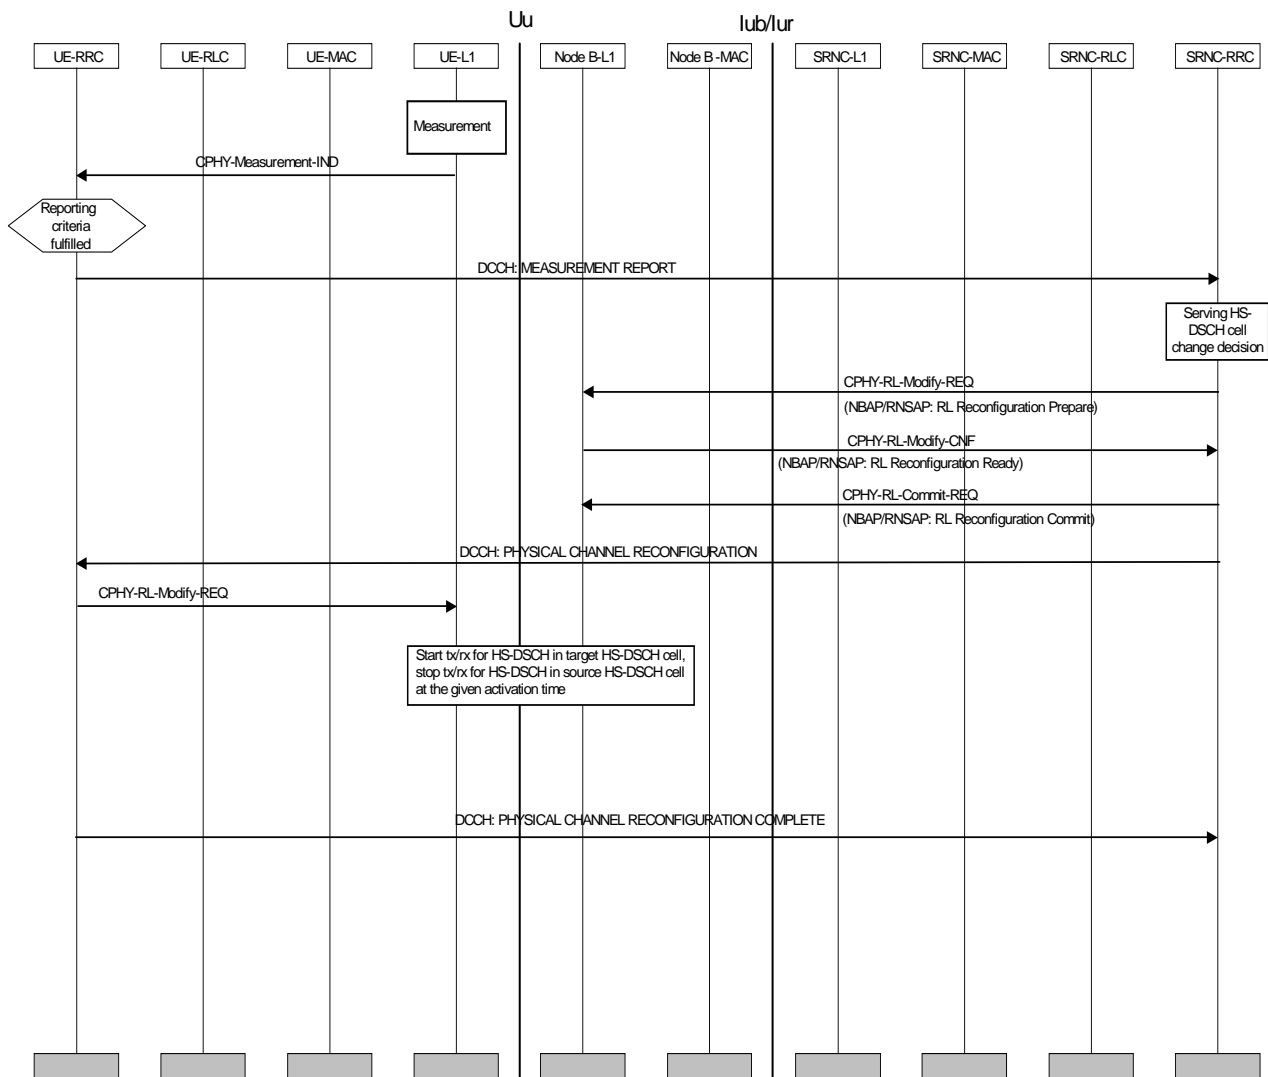 Uu
Iub/Iur
UE-RRC
UE-RLC
UE-MAC
UE-L1
Node B-L1
Node B -MAC
SRNC-L1
SRNC-MAC
SRNC-RLC
SRNC-RRC
Measurement
CPHY-Measurement-IND
Reporting
criteria
fulfilled
DCCH: MEASUREMENT REPORT
Serving HS-
DSCH cell
change decision
CPHY-RL-Modify-REQ
(NBAP/RNSAP: RL Reconfiguration Prepare)
CPHY-RL-Modify-CNF
(NBAP/RNSAP: RL Reconfiguration Ready)
CPHY-RL-Commit-REQ
(NBAP/RNSAP: RL Reconfiguration Commit)
DCCH: PHYSICAL CHANNEL RECONFIGURATION
CPHY-RL-Modify-REQ
Start tx/rx for HS-DSCH in target HS-DSCH cell,
stop tx/rx for HS-DSCH in source HS-DSCH cell
at the given activation time
DCCH: PHYSICAL CHANNEL RECONFIGURATION COMPLETE